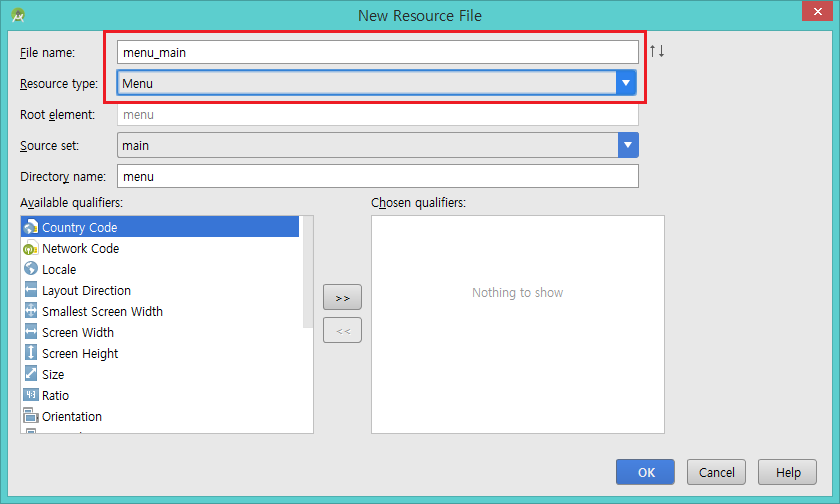 New Resource File
File name: menu_main
Resource type: Menu
Root element: menu
Source set: main
Directory name: menu
Available qualifiers: Chosen qualifiers:
Country Code
Network Code
Locale
Layout Direction
Smallest Screen Width
Screen Width
Screen Height
Size
Ratio
Orientation
>>
<<
Nothing to show
OK Cancel Help